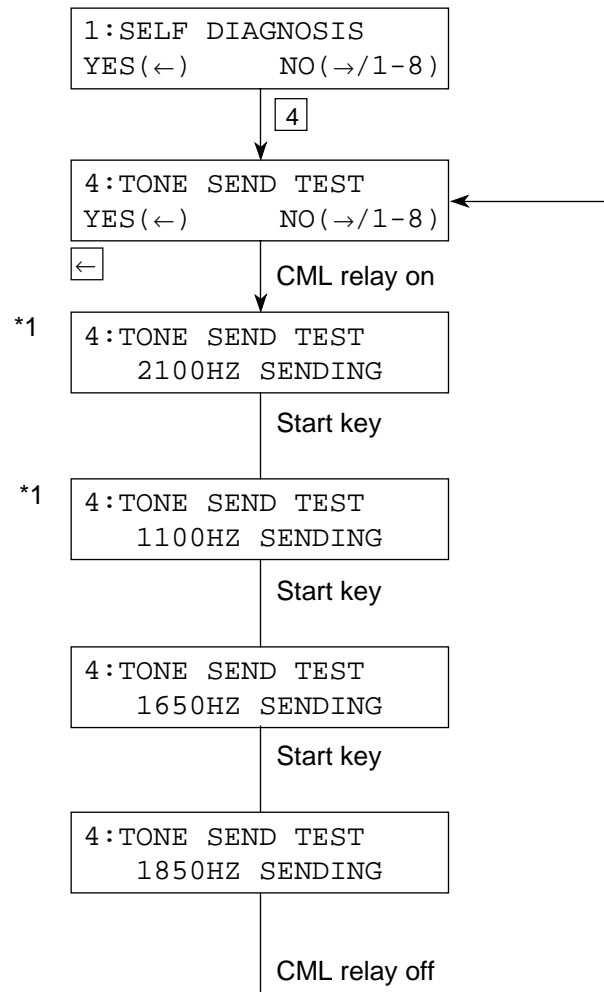 1:SELF DIAGNOSIS
YES(←) NO(→/1-8)
4
4:TONE SEND TEST
YES(←) NO(→/1-8)
←
CML relay on
*1
4:TONE SEND TEST
2100HZ SENDING
Start key
*1
4:TONE SEND TEST
1100HZ SENDING
Start key
4:TONE SEND TEST
1650HZ SENDING
Start key
4:TONE SEND TEST
1850HZ SENDING
CML relay off